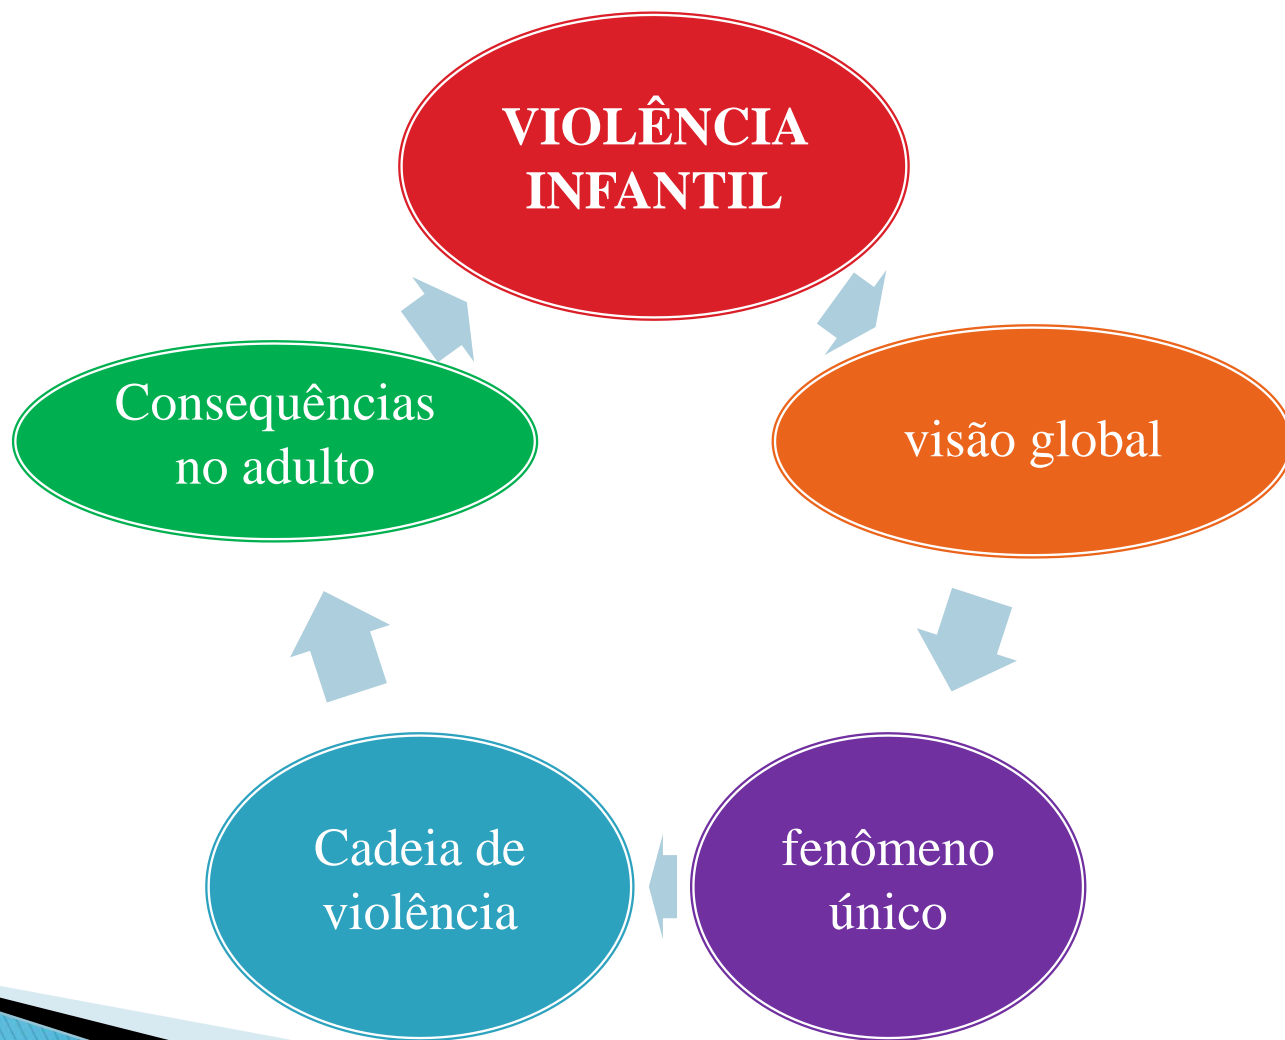 VIOLÊNCIA
INFANTIL
visão global
fenômeno
único
Cadeia de
violência
Consequências
no adulto